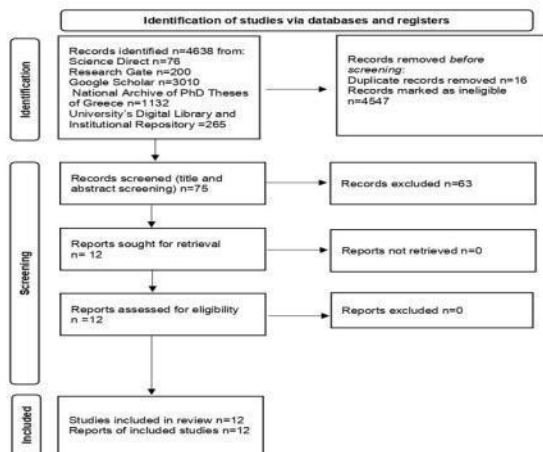 Identification of studies via databases and registers
Identification
Records identified n=4638 from:
Science Direct n=76
Research Gate n=200
Google Scholar n=3010
National Archive of PhD Theses
of Greece n=1132
University's Digital Library and
Institutional Repository =265
Records removed before
screening:
Duplicate records removed n=16
Records marked as ineligible
n=4547
Screening
Records screened (title and
abstract screening) n=75
Records excluded n=63
Reports sought for retrieval
n= 12
Reports not retrieved n=0
Reports assessed for eligibility
n =12
Reports excluded n=0
Included
Studies included in review n=12
Reports of included studies n=12